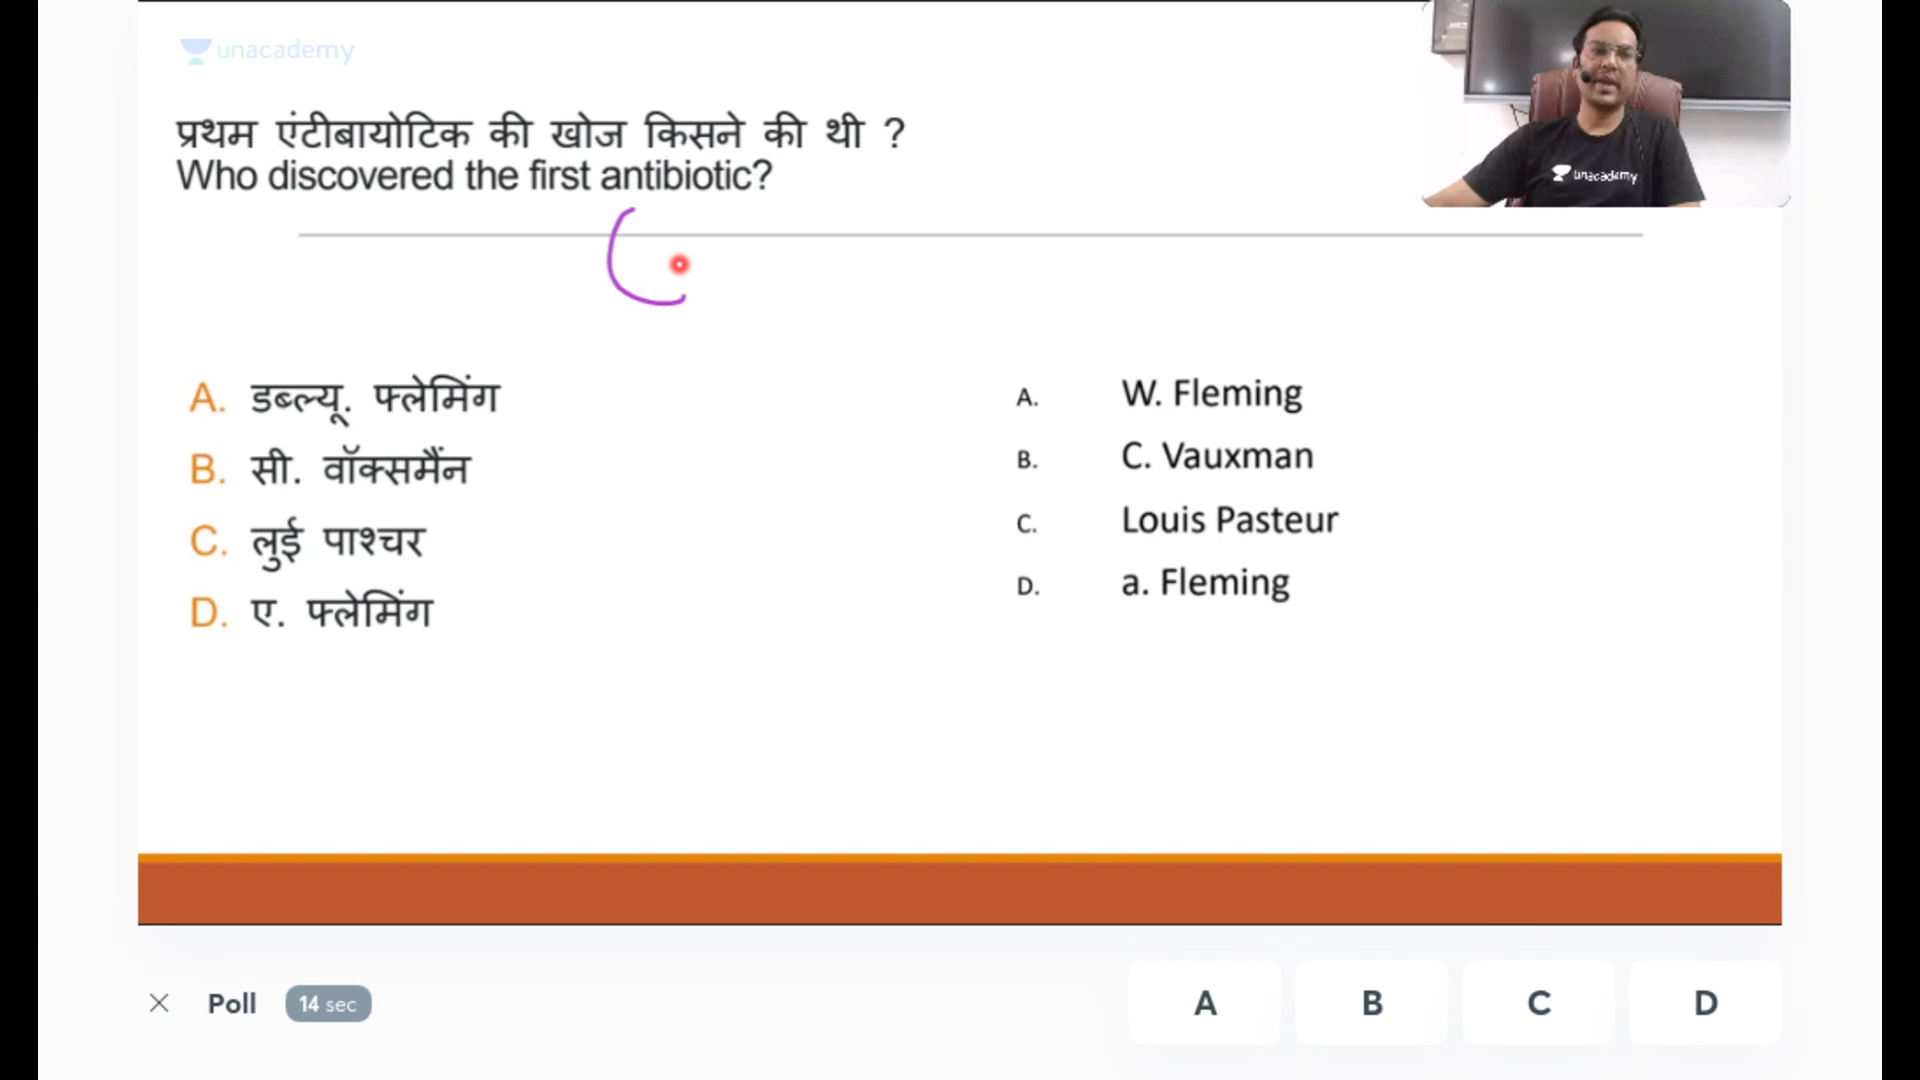 unacademy
प्रथम एंटीबायोटिक की खोज किसने की थी ?
Who discovered the first antibiotic?
unacademy
A. डब्ल्यू. फ्लेमिंग
B. सी. वॉक्समैंन
C. लुई पाश्चर
D. ए. फ्लेमिंग
A. W. Fleming
B. C. Vauxman
C. Louis Pasteur
D. a. Fleming
Poll 14 sec
A B C D